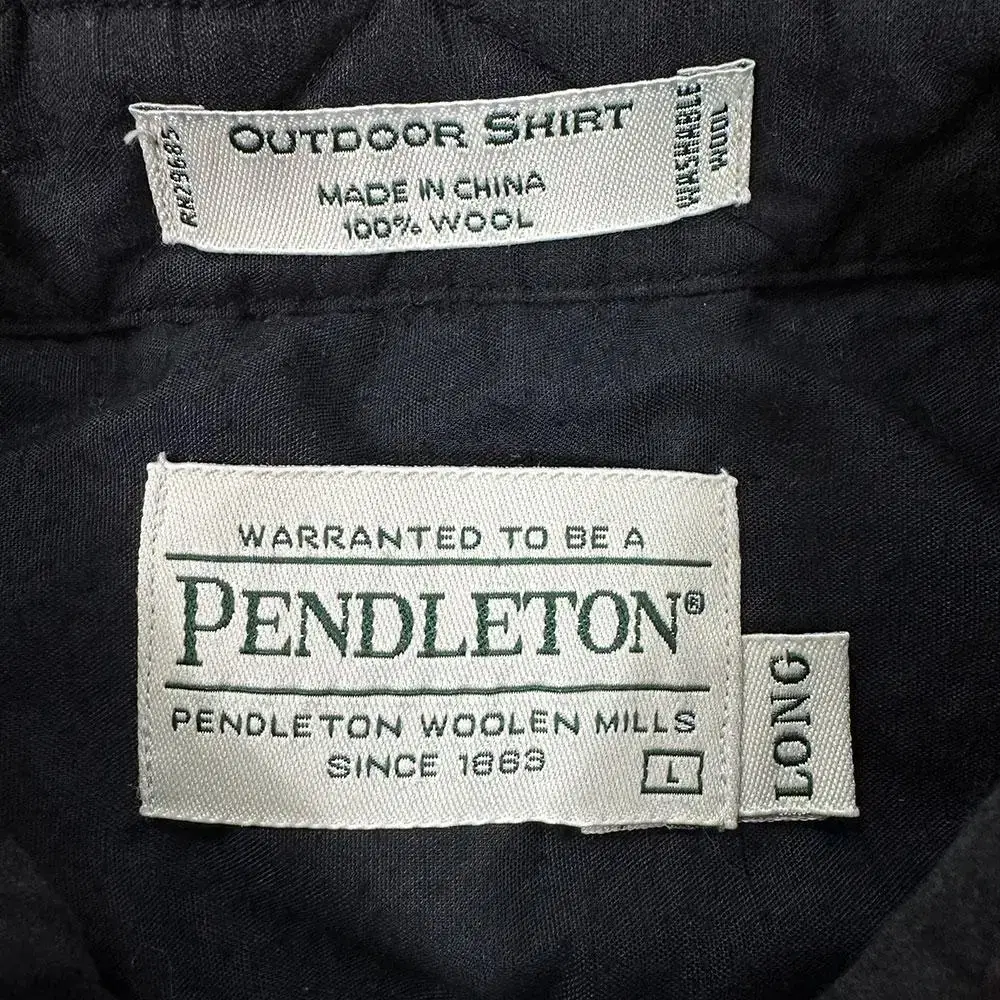 RN29685
OUTDOOR SHIRT
MADE IN CHINA
100% WOOL
WASHABLE
WOOL
WARRANTED TO BE A
PENDLETON®
PENDLETON WOOLEN MILLS
SINCE 1863
L
LONG